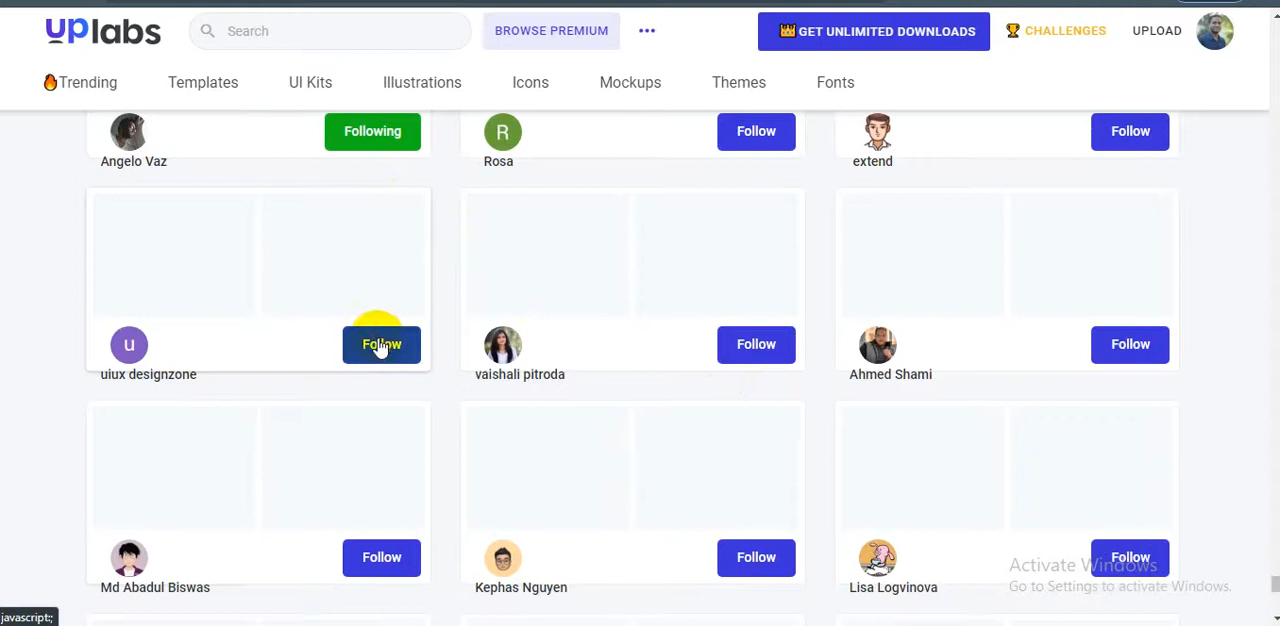 uplabs
Search
BROWSE PREMIUM
GET UNLIMITED DOWNLOADS
CHALLENGES
UPLOAD
Trending
Templates
UI Kits
Illustrations
Icons
Mockups
Themes
Fonts
Following
Angelo Vaz
R
Follow
Rosa
Follow
extend
u
Follow
uiux designzone
Follow
vaishali pitroda
Follow
Ahmed Shami
Follow
Md Abadul Biswas
Follow
Kephas Nguyen
Follow
Lisa Logvinova
Activate Windows
Go to Settings to activate Windows.
javascript:;